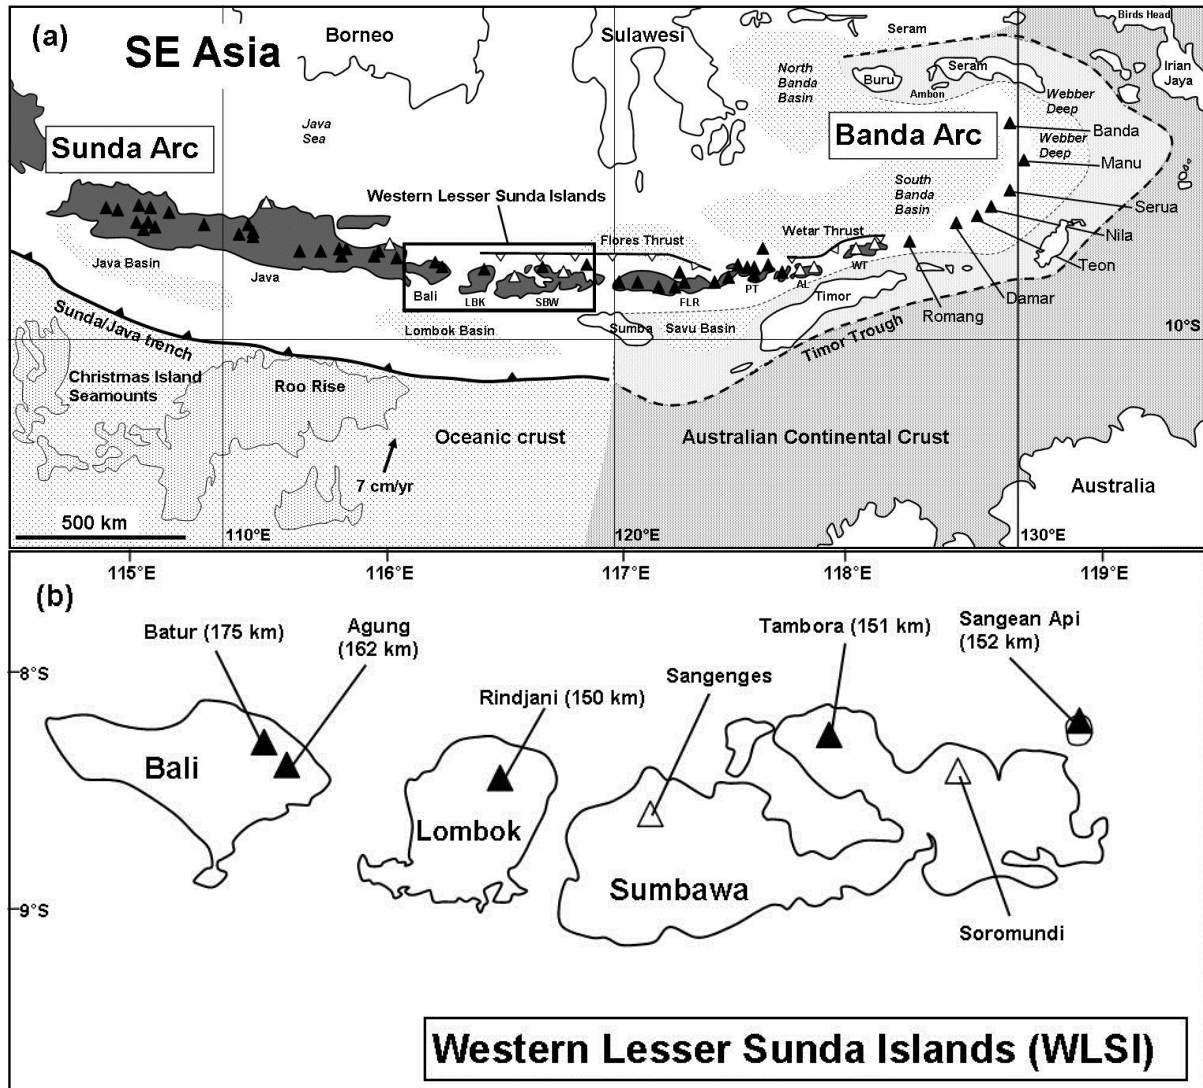 (a)
SE Asia
Borneo
Sulawesi
Seram
Birds Head
Irian
Jaya
North
Banda
Basin
Buru
Seram
Ambon
Webber
Deep
Java
Sea
Sunda Arc
Banda Arc
Webber
Deep
Banda
Manu
Serua
Nila
Teon
Damar
Romang
South
Banda
Basin
Western Lesser Sunda Islands
Flores Thrust
Wetar Thrust
Java Basin
Java
Bali
LBK
SBW
FLR
PT
AL
WT
Timor
Sumba
Savu Basin
Lombok Basin
Timor Trough
10°S
Sunda/Java trench
Christmas Island
Seamounts
Roo Rise
Oceanic crust
Australian Continental Crust
Australia
7 cm/yr
500 km
110°E
120°E
130°E
115°E
116°E
117°E
118°E
119°E
(b)
Batur (175 km)
Agung
(162 km)
Rindjani (150 km)
Sangenges
Tambora (151 km)
Sangean Api
(152 km)
8°S
Bali
Lombok
Sumbawa
9°S
Soromundi
Western Lesser Sunda Islands (WLSI)